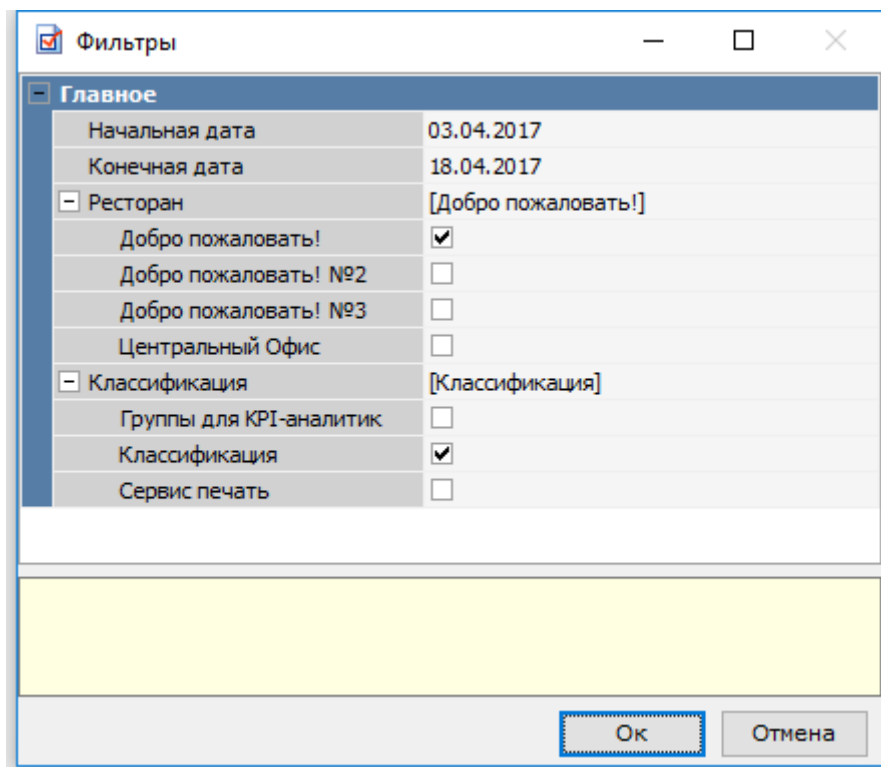 Фильтры
Главное
Начальная дата 03.04.2017
Конечная дата 18.04.2017
Ресторан [Добро пожаловать!]
Добро пожаловать!
Добро пожаловать! №2
Добро пожаловать! №3
Центральный Офис
Классификация [Классификация]
Группы для KPI-аналитик
Классификация
Сервис печать
Ок Отмена